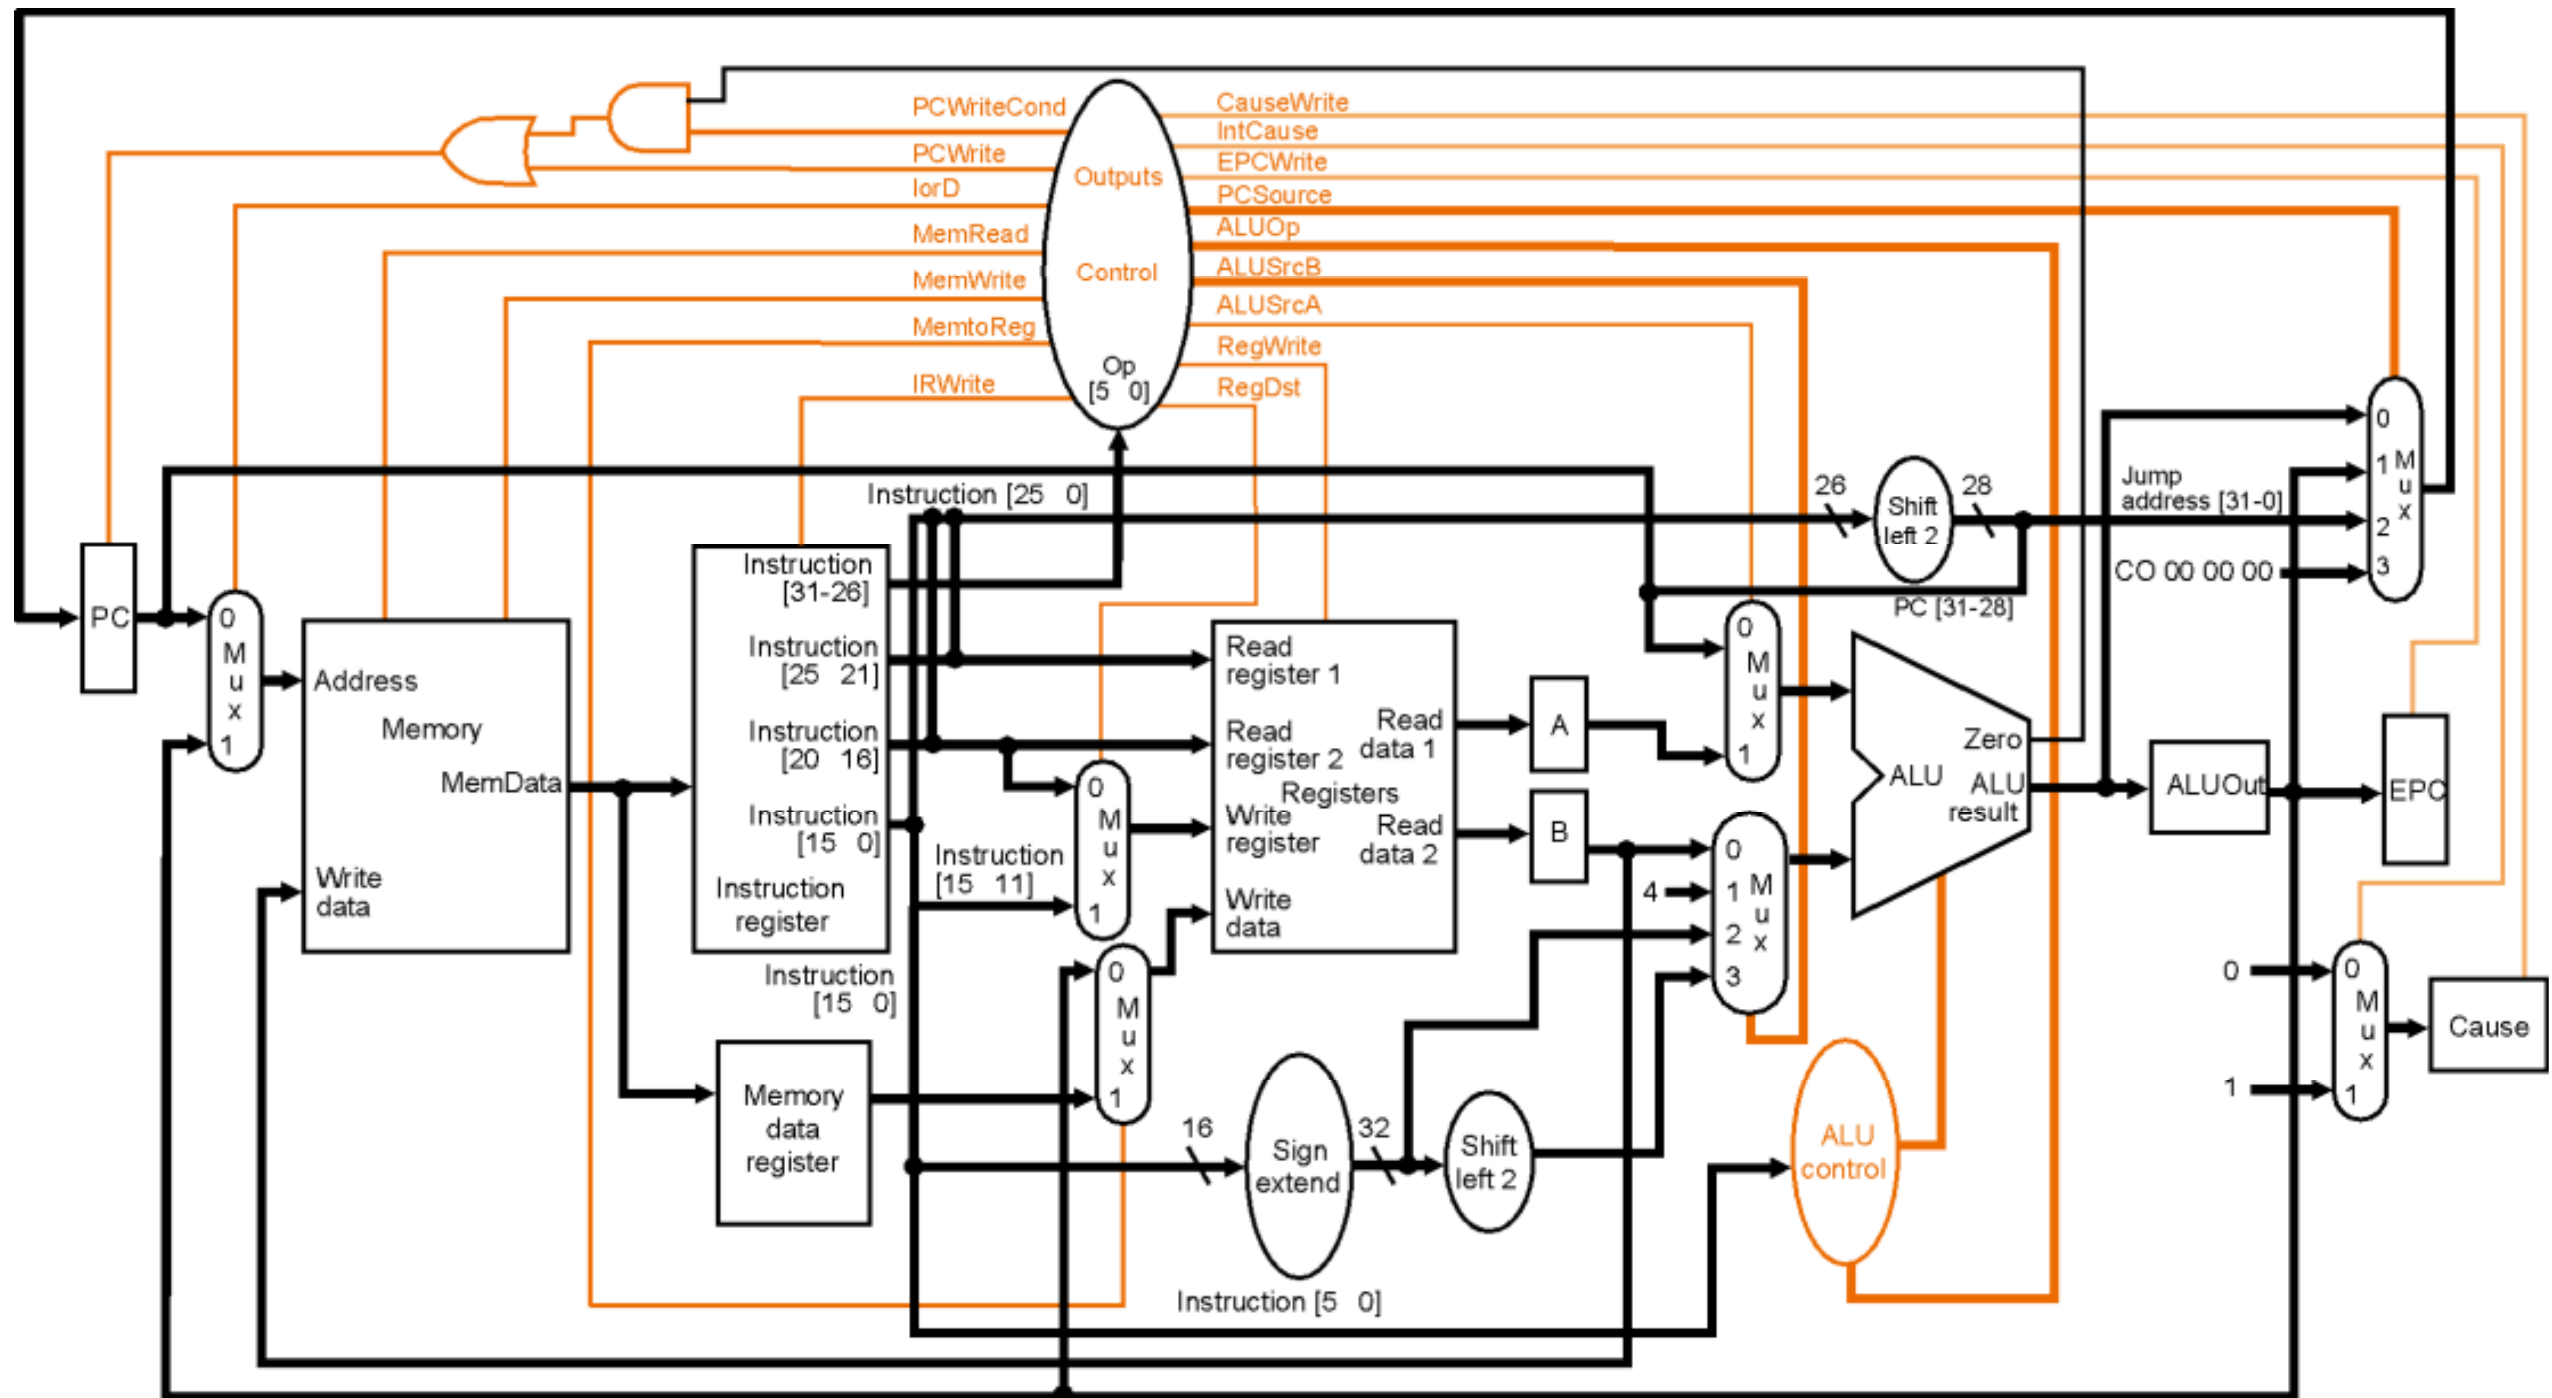 PCWriteCond
PCWrite
IorD
MemRead
MemWrite
MemtoReg
IRWrite
Outputs
Control
Op
[5 0]
CauseWrite
IntCause
EPCWrite
PCSource
ALUOp
ALUSrcB
ALUSrcA
RegWrite
RegDst
PC
0
M
u
x
1
Address
Memory
MemData
Write
data
Instruction [25 0]
Instruction
[31-26]
Instruction
[25 21]
Instruction
[20 16]
Instruction
[15 0]
Instruction
register
Instruction
[15 0]
Memory
data
register
Instruction
[15 11]
0
M
u
x
1
0
M
u
x
1
Read
register 1
Read
register 2
Registers
Write
register
Write
data
Read
data 1
Read
data 2
A
B
16
Sign
extend
32
Shift
left 2
Instruction [5 0]
4
0
M
u
x
1
0
1 M
u
2 x
3
26
Shift
left 2
28
PC [31-28]
Zero
ALU
ALU
result
ALU
control
Jump
address [31-0]
CO 00 00 00
0
1 M
u
2 x
3
ALUOut
EPC
0
1
0
M
u
x
1
Cause